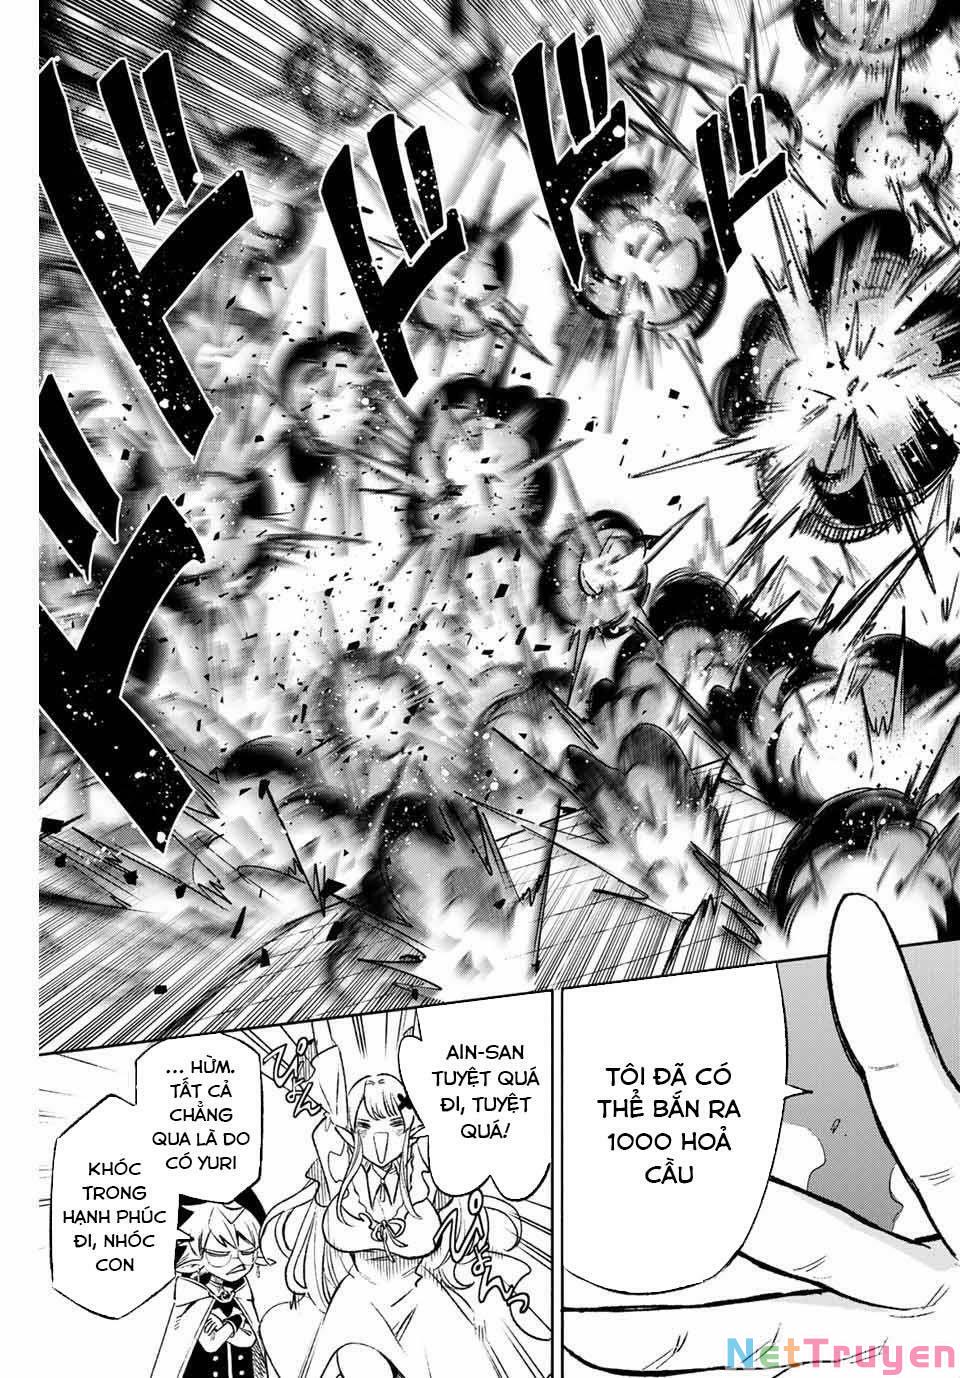 ドドドド
TÔI ĐÃ CÓ
THỂ BẮN RA
1000 HOẢ
CẦU
AIN-SAN
TUYỆT QUÁ
ĐI, TUYỆT
QUÁ!
... HỪM.
TẤT CẢ
CHẲNG
QUA LÀ DO
CÓ YURI
KHÓC
TRONG
HẠNH PHÚC
ĐI, NHÓC
CON
NetTruyen